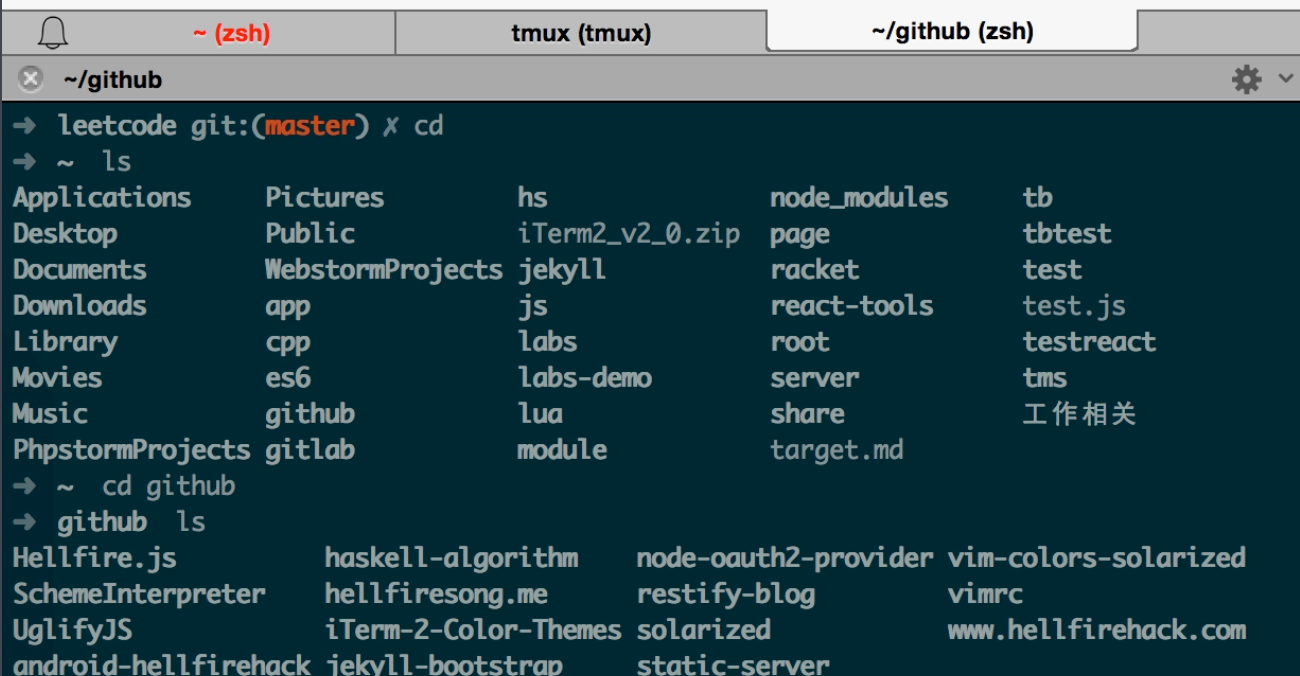 ~ (zsh) tmux (tmux) ~/github (zsh)
~/github
➜ leetcode git:(master) ✗ cd
➜ ~ ls
Applications Pictures hs node_modules tb
Desktop Public iTerm2_v2_0.zip page tbtest
Documents WebstormProjects jekyll racket test
Downloads app js react-tools test.js
Library cpp labs root testreact
Movies es6 labs-demo server tms
Music github lua share 工作相关
PhpstormProjects gitlab module target.md
➜ ~ cd github
➜ github ls
Hellfire.js haskell-algorithm node-oauth2-provider vim-colors-solarized
SchemeInterpreter hellfiresong.me restify-blog vimrc
UglifyJS iTerm-2-Color-Themes solarized www.hellfirehack.com
android-hellfirehack jekyll-bootstrap static-server